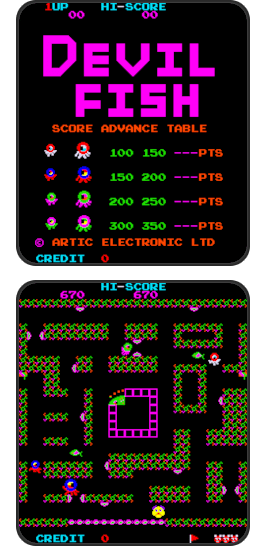 1UP HI-SCORE
00 00
DEVIL
FISH
SCORE ADVANCE TABLE
100 150 ---PTS
150 200 ---PTS
200 250 ---PTS
300 350 ---PTS
© ARTIC ELECTRONIC LTD
CREDIT 0
HI-SCORE
670 670
CREDIT 0